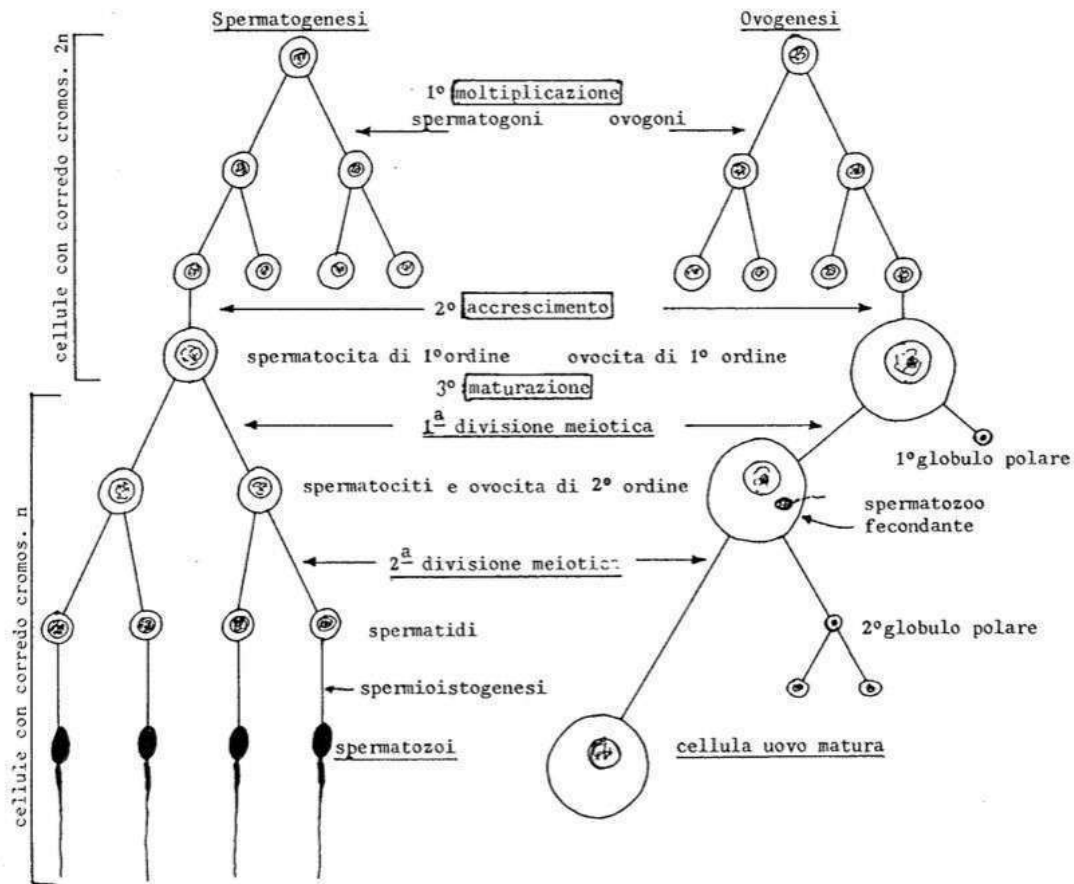 Spermatogenesi
Ovogenesi
cellule con corredo cromos. 2n
1° moltiplicazione
spermatogoni
ovogoni
2° accrescimento
spermatocita di 1° ordine
ovocita di 1° ordine
3° maturazione
1ª divisione meiotica
1° globulo polare
spermatociti e ovocita di 2° ordine
spermatozoo
fecondante
cellule con corredo cromos. n
2ª divisione meiotica
spermatidi
2° globulo polare
spermioistogenesi
spermatozoi
cellula uovo matura